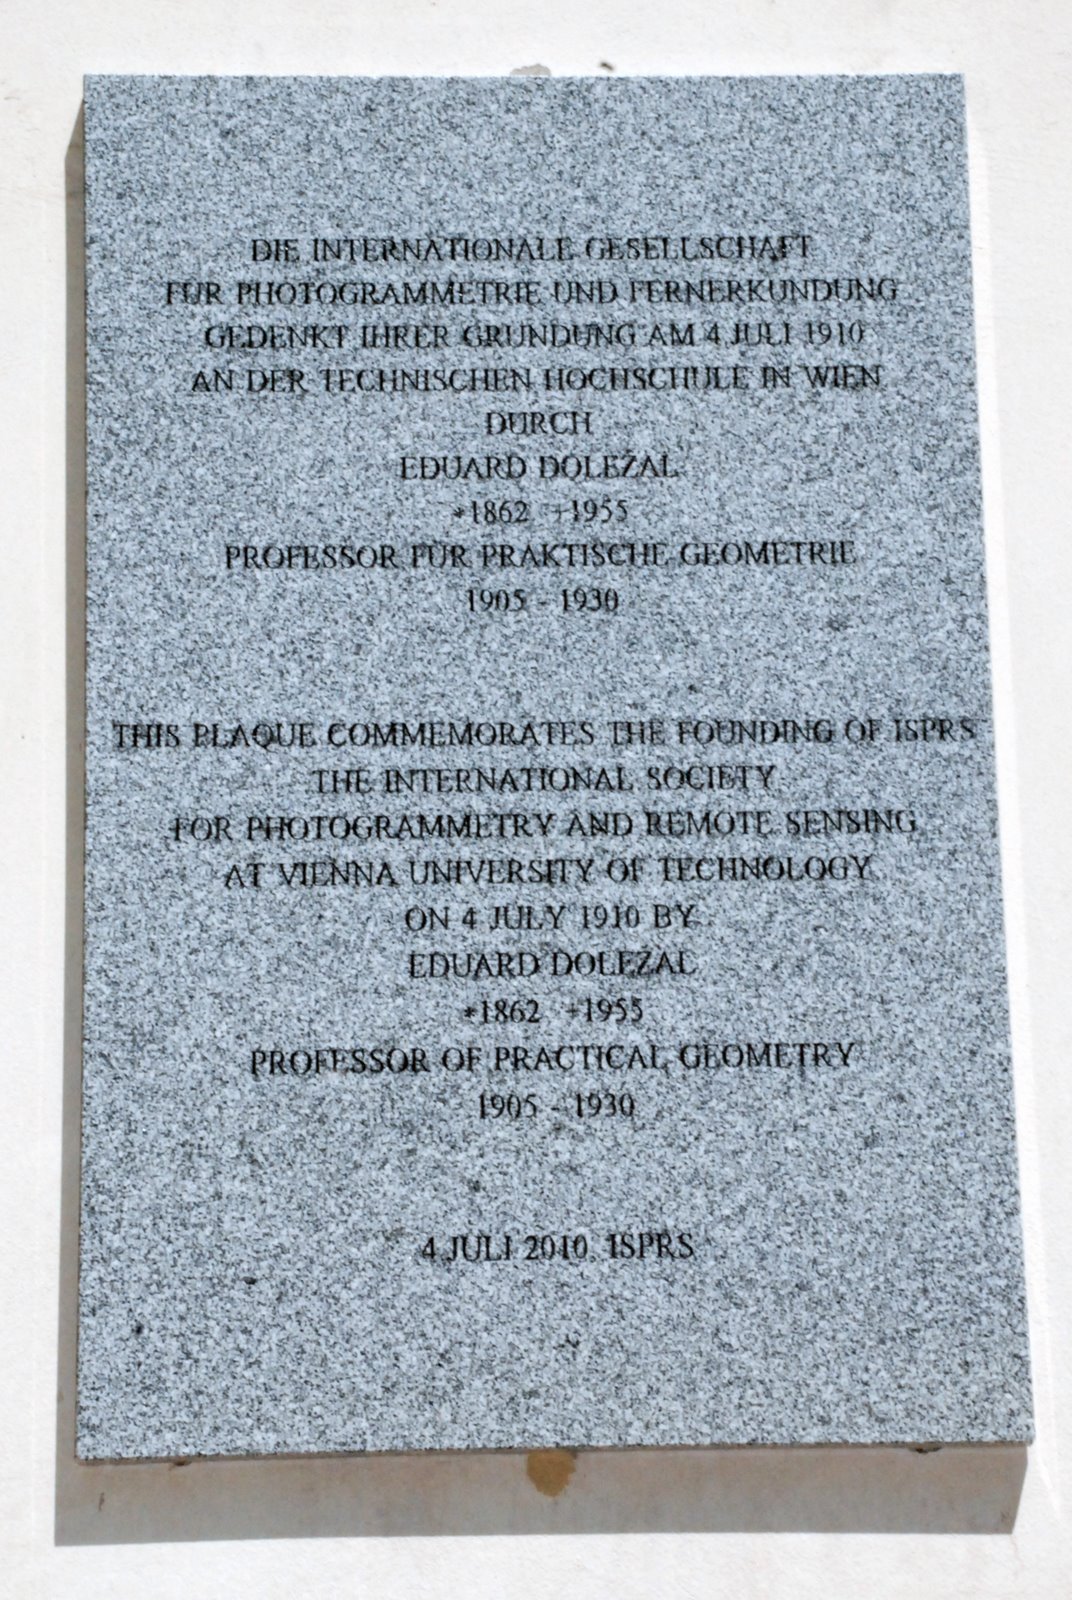 DIE INTERNATIONALE GESELLSCHAFT
FÜR PHOTOGRAMMETRIE UND FERNERKUNDUNG
GEDENKT IHRER GRÜNDUNG AM 4 JULI 1910
AN DER TECHNISCHEN HOCHSCHULE IN WIEN
DURCH
EDUARD DOLEŽAL
*1862 +1955
PROFESSOR FÜR PRAKTISCHE GEOMETRIE
1905 - 1930
THIS PLAQUE COMMEMORATES THE FOUNDING OF ISPRS
THE INTERNATIONAL SOCIETY
FOR PHOTOGRAMMETRY AND REMOTE SENSING
AT VIENNA UNIVERSITY OF TECHNOLOGY
ON 4 JULY 1910 BY
EDUARD DOLEŽAL
*1862 +1955
PROFESSOR OF PRACTICAL GEOMETRY
1905 - 1930
4 JULI 2010 ISPRS